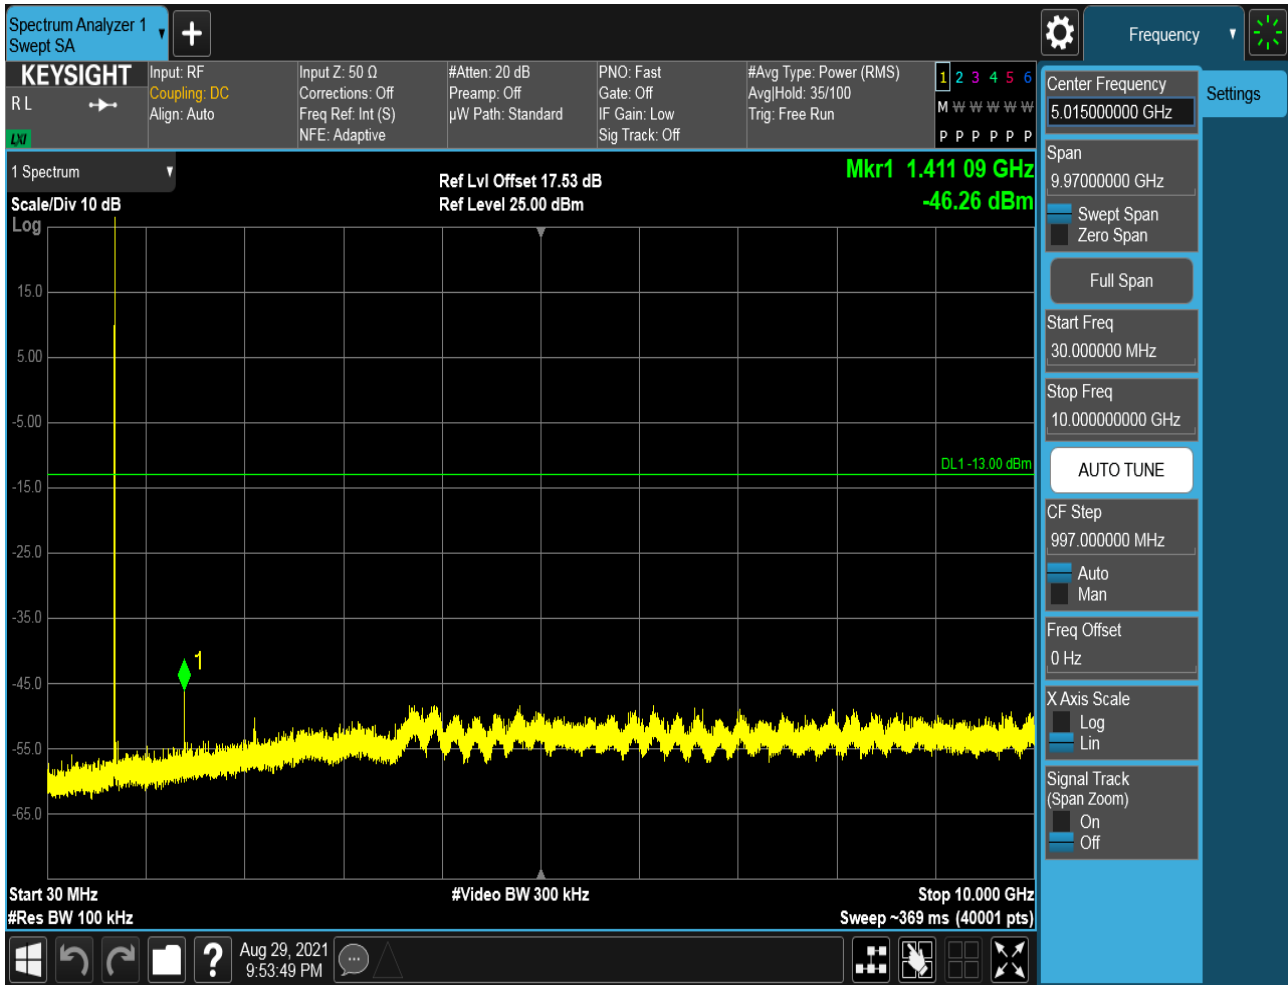 Spectrum Analyzer 1
Swept SA
Frequency
KEYSIGHT
R L
LXI
Input: RF
Coupling: DC
Align: Auto
Input Z: 50 Ω
Corrections: Off
Freq Ref: Int (S)
NFE: Adaptive
#Atten: 20 dB
Preamp: Off
µW Path: Standard
PNO: Fast
Gate: Off
IF Gain: Low
Sig Track: Off
#Avg Type: Power (RMS)
Avg|Hold: 35/100
Trig: Free Run
1 2 3 4 5 6
M W W W W W
P P P P P P
1 Spectrum
Scale/Div 10 dB
Log
Ref Lvl Offset 17.53 dB
Ref Level 25.00 dBm
Mkr1 1.411 09 GHz
-46.26 dBm
15.0
5.00
-5.00
-15.0
-25.0
-35.0
-45.0
-55.0
-65.0
DL1 -13.00 dBm
1
Start 30 MHz
#Res BW 100 kHz
#Video BW 300 kHz
Stop 10.000 GHz
Sweep ~369 ms (40001 pts)
Aug 29, 2021
9:53:49 PM
Center Frequency
5.015000000 GHz
Settings
Span
9.97000000 GHz
Swept Span
Zero Span
Full Span
Start Freq
30.000000 MHz
Stop Freq
10.000000000 GHz
AUTO TUNE
CF Step
997.000000 MHz
Auto
Man
Freq Offset
0 Hz
X Axis Scale
Log
Lin
Signal Track
(Span Zoom)
On
Off